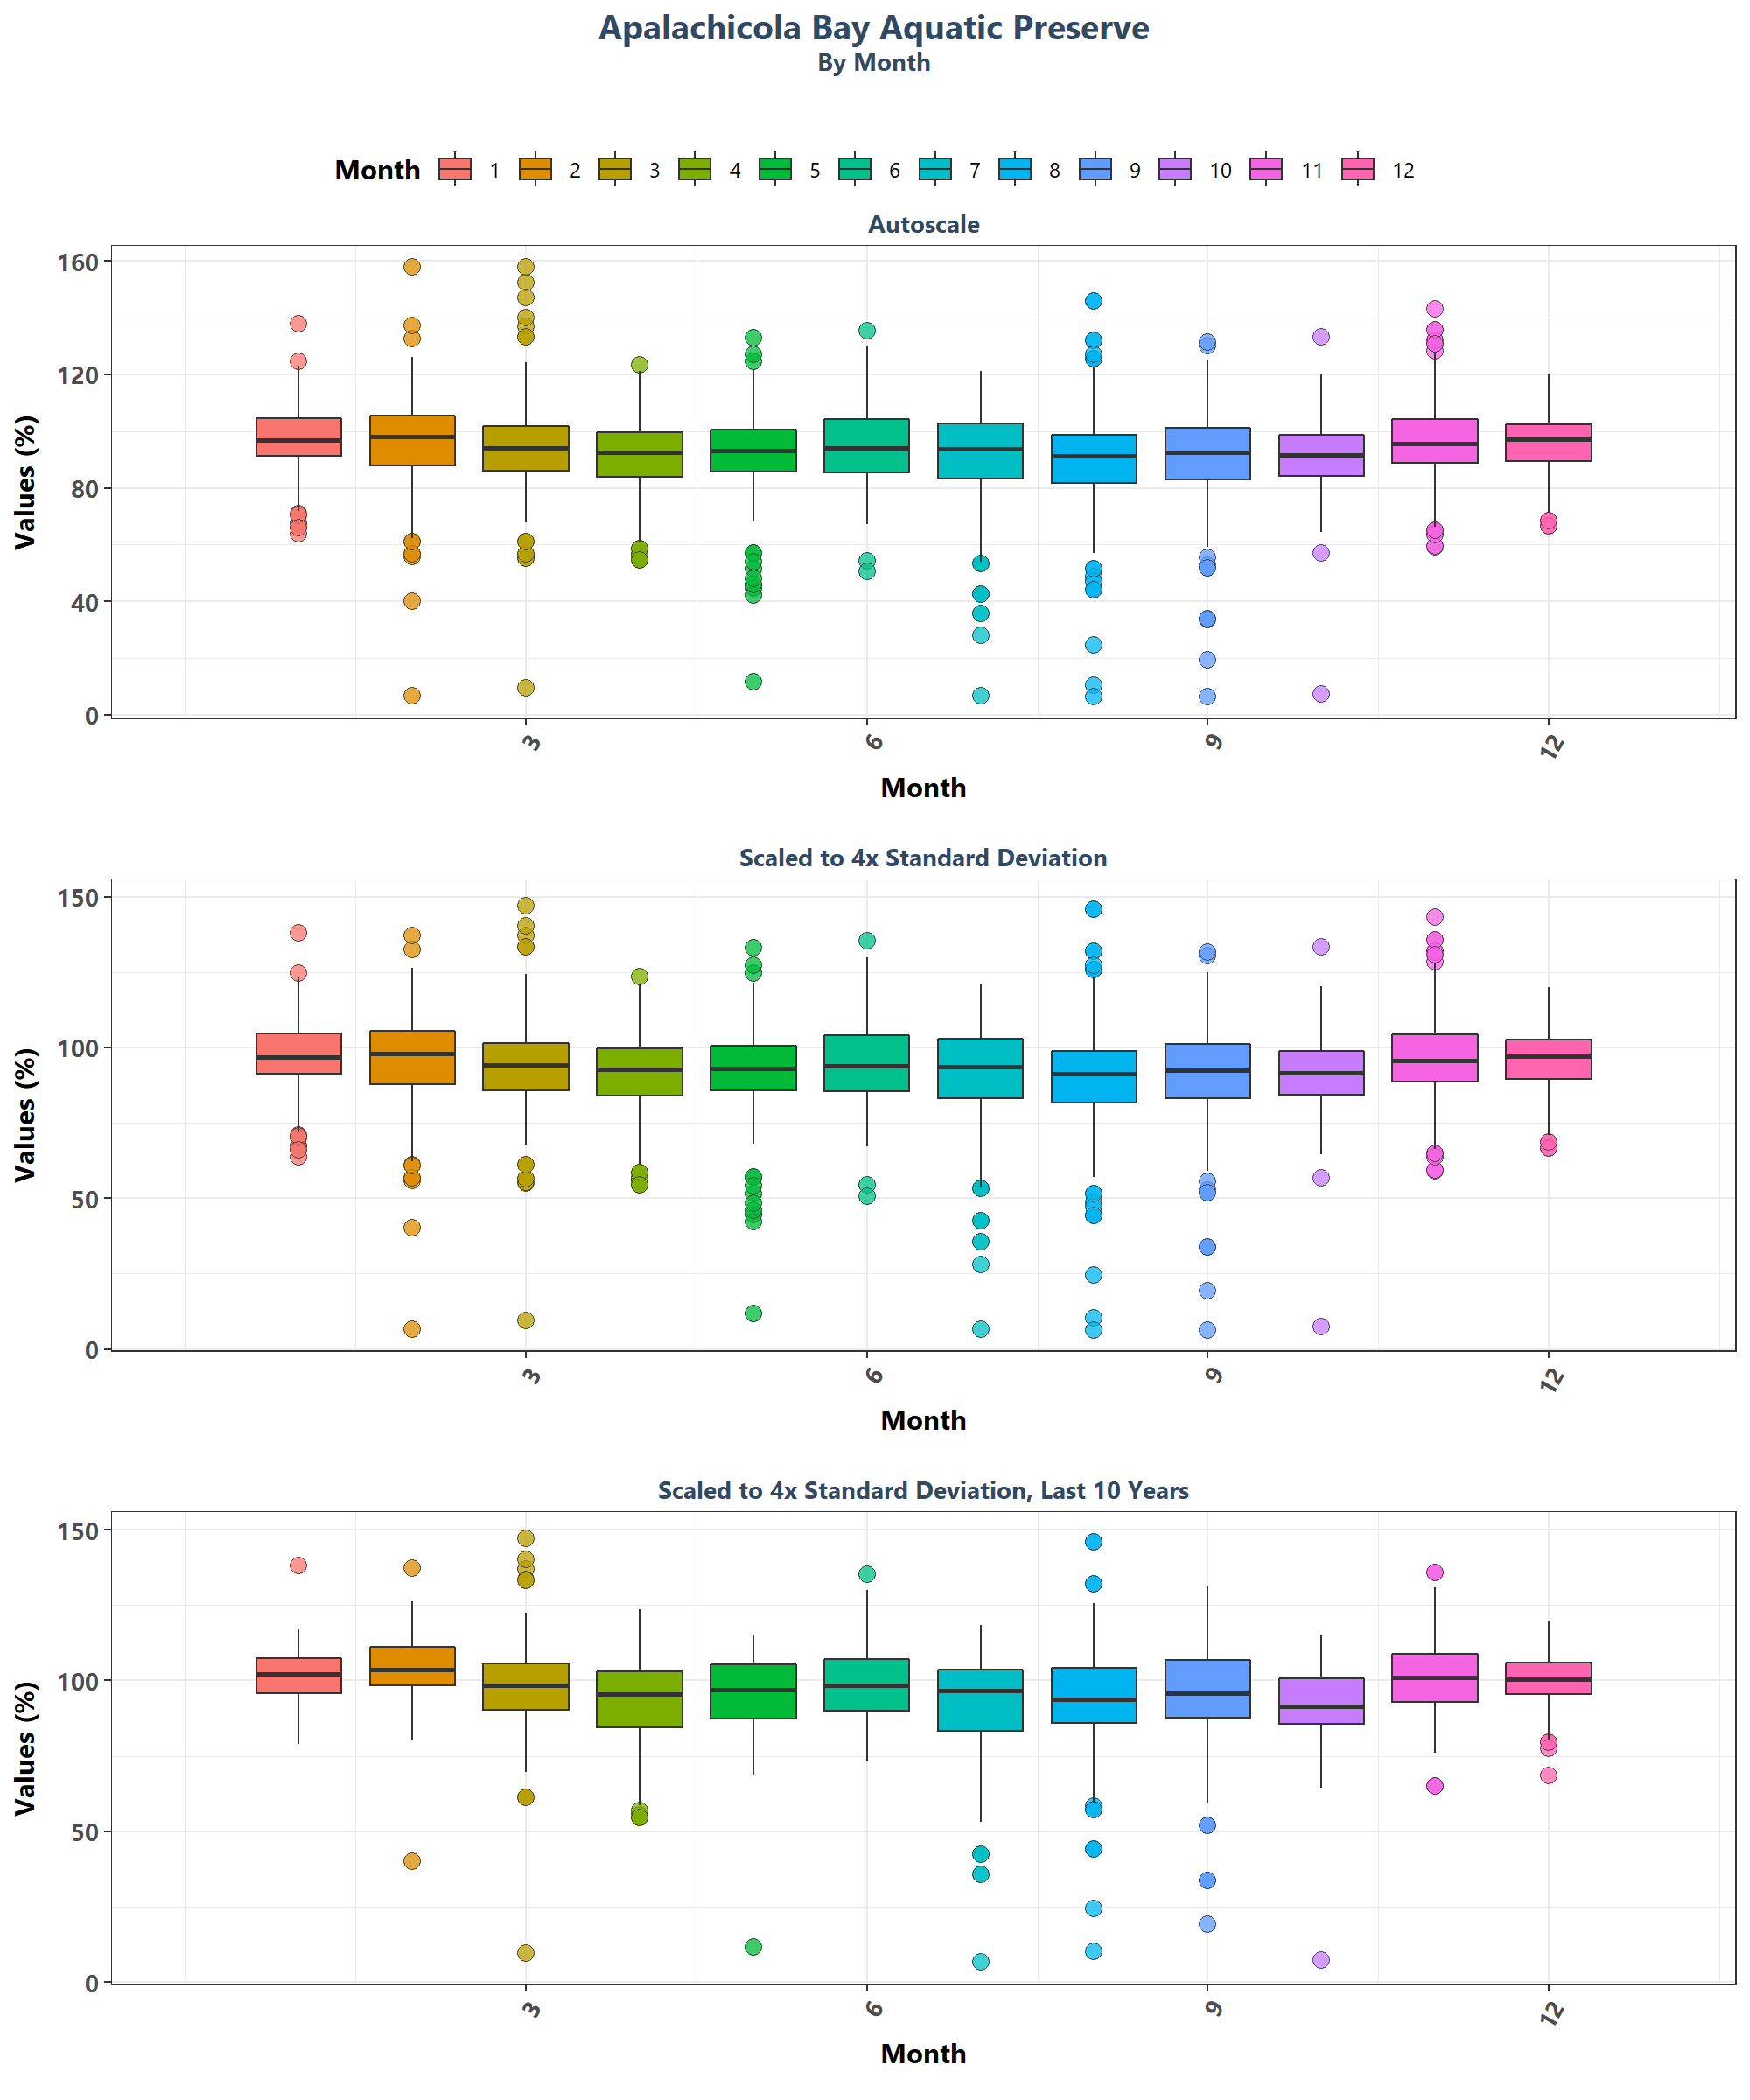 Apalachicola Bay Aquatic Preserve
By Month
Month 1 2 3 4 5 6 7 8 9 10 11 12
Autoscale
160
120
80
40
0
Values (%)
3 6 9 12
Month
Scaled to 4x Standard Deviation
150
100
50
0
Values (%)
3 6 9 12
Month
Scaled to 4x Standard Deviation, Last 10 Years
150
100
50
0
Values (%)
3 6 9 12
Month